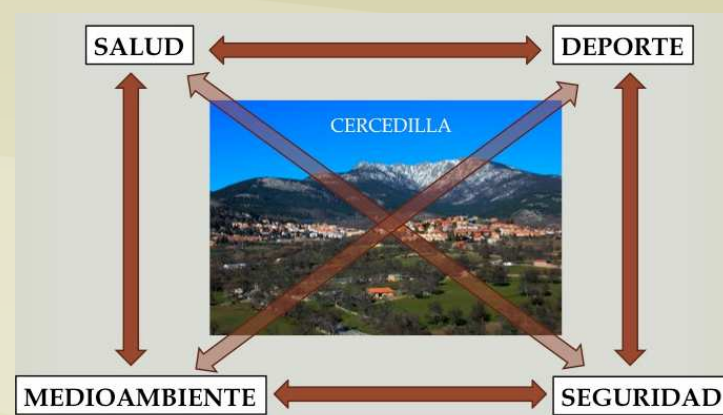 SALUD
DEPORTE
CERCEDILLA
MEDIOAMBIENTE
SEGURIDAD